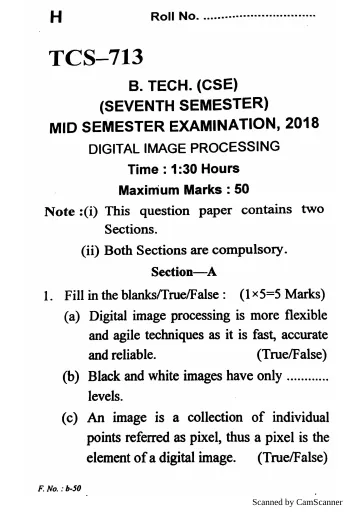 H Roll No. ................................
TCS–713
B. TECH. (CSE)
(SEVENTH SEMESTER)
MID SEMESTER EXAMINATION, 2018
DIGITAL IMAGE PROCESSING
Time : 1:30 Hours
Maximum Marks : 50
Note :(i) This question paper contains two
Sections.
(ii) Both Sections are compulsory.
Section—A
1. Fill in the blanks/True/False : (1×5=5 Marks)
(a) Digital image processing is more flexible
and agile techniques as it is fast, accurate
and reliable. (True/False)
(b) Black and white images have only ............
levels.
(c) An image is a collection of individual
points referred as pixel, thus a pixel is the
element of a digital image. (True/False)
F. No. : b-50
Scanned by CamScanner